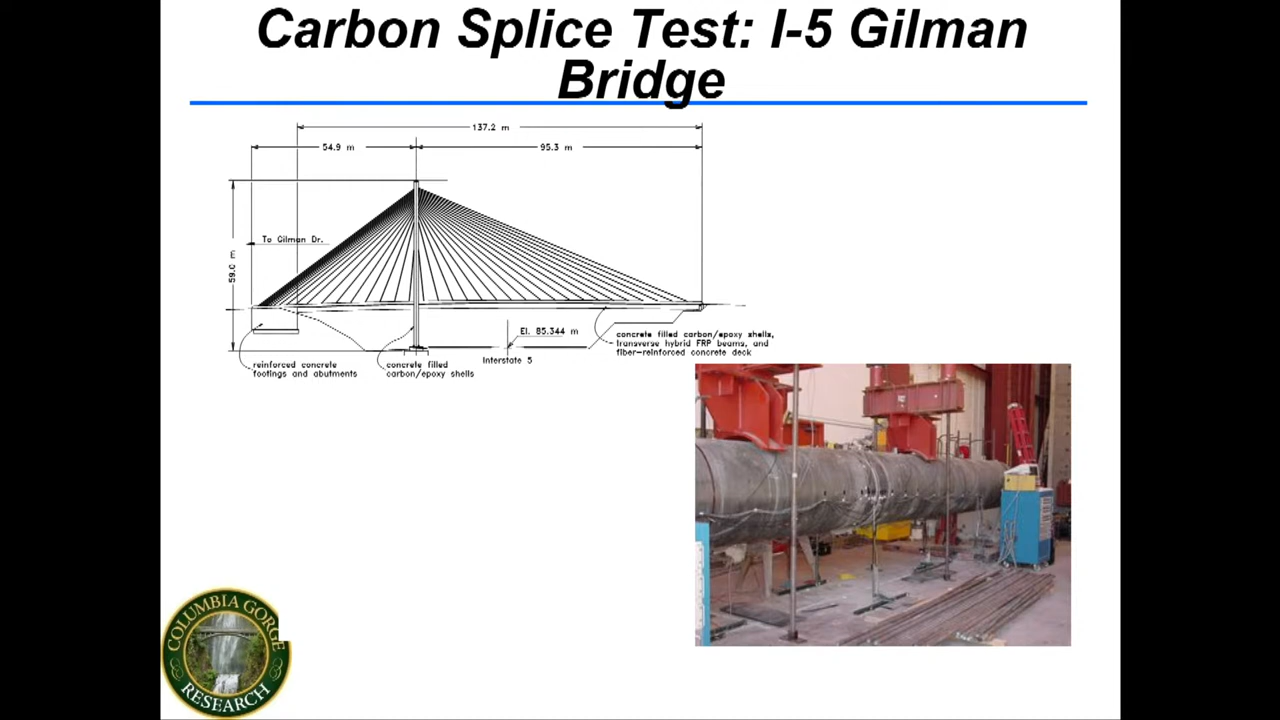 Carbon Splice Test: I-5 Gilman
Bridge
137.2 m
54.9 m
95.3 m
To Gilman Dr.
59.0 m
El. 85.344 m
Interstate 5
concrete filled carbon/epoxy shells,
transverse hybrid FRP beams, and
fiber-reinforced concrete deck
reinforced concrete
footings and abutments
concrete filled
carbon/epoxy shells
COLUMBIA GORGE
RESEARCH